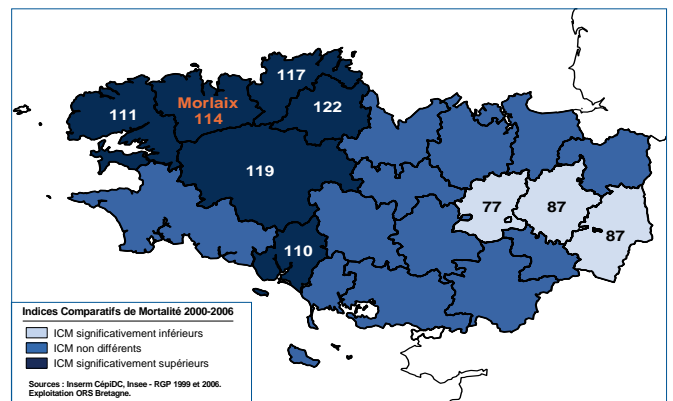 117
122
Morlaix
114
111
119
77
87
87
110
Indices Comparatifs de Mortalité 2000-2006
ICM significativement inférieurs
ICM non différents
ICM significativement supérieurs
Sources : Inserm CépiDC, Insee - RGP 1999 et 2006.
Exploitation ORS Bretagne.